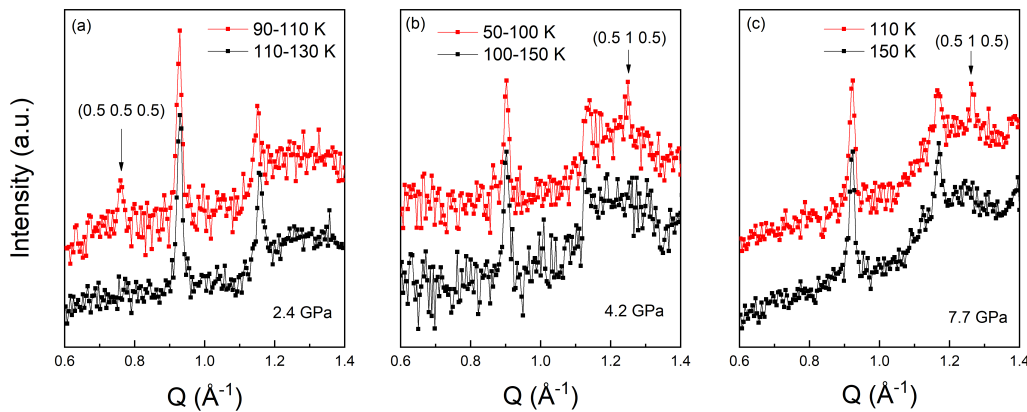 Intensity (a.u.)
(a)
90-110 K
110-130 K
(0.5 0.5 0.5)
2.4 GPa
0.6 0.8 1.0 1.2 1.4
Q (Å-1)
(b)
50-100 K
100-150 K
(0.5 1 0.5)
4.2 GPa
0.6 0.8 1.0 1.2 1.4
Q (Å-1)
(c)
110 K
150 K
(0.5 1 0.5)
7.7 GPa
0.6 0.8 1.0 1.2 1.4
Q (Å-1)